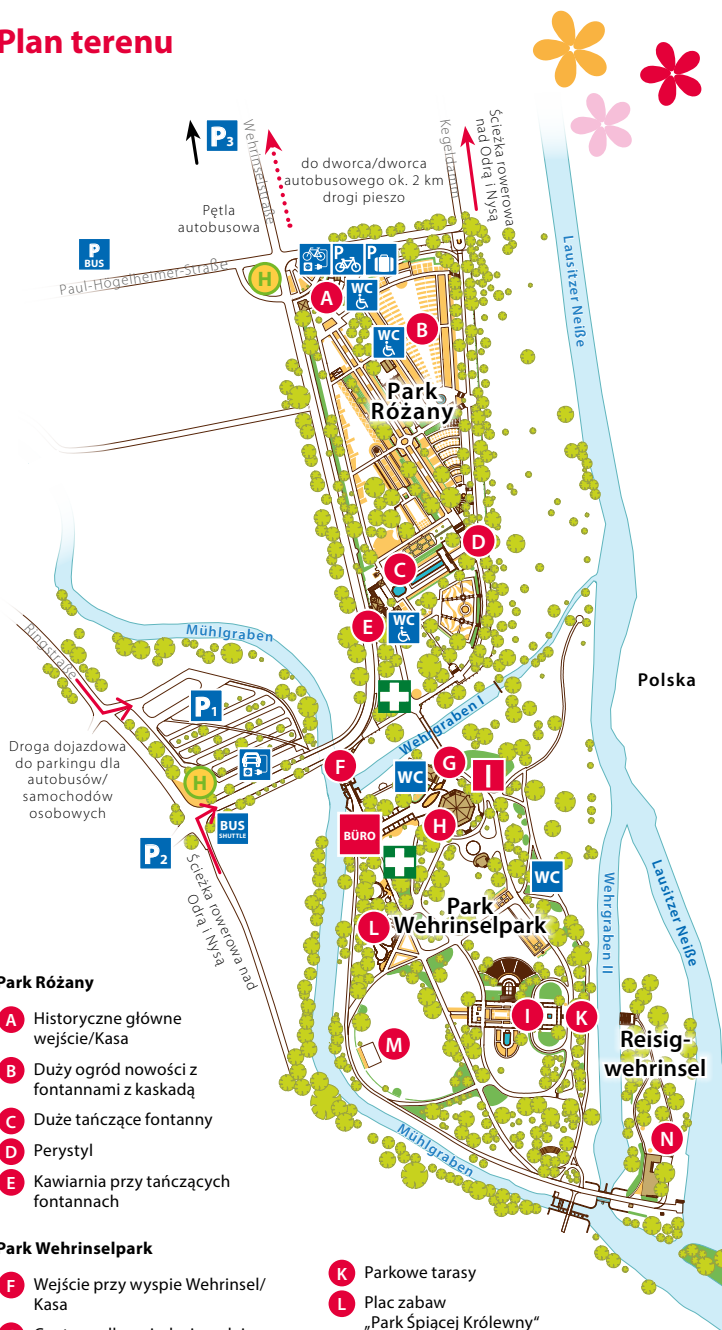 Plan terenu
P3
Wehrinselstraße
do dworca/dworca
autobusowego ok. 2 km
drogi pieszo
Kegeldamm
Ścieżka rowerowa
nad Odrą i Nysą
Pętla
autobusowa
P
BUS
Paul-Högelheimer-Straße
H
P
P
A
WC
WC
B
Park
Różany
Lausitzer Neiße
D
C
E
WC
Mühlgraben
Ringstraße
P1
Polska
Droga dojazdowa
do parkingu dla
autobusów/
samochodów
osobowych
H
BUS
SHUTTLE
P2
Ścieżka rowerowa nad
Odrą i Nysą
Wehrgraben I
F
WC
G
I
BÜRO
H
WC
Park
Wehrinselpark
L
Wehrgraben II
Lausitzer Neiße
I
K
M
Reisig-
wehrinsel
N
Mühlgraben
Park Różany
A Historyczne główne
wejście/Kasa
B Duży ogród nowości z
fontannami z kaskadą
C Duże tańczące fontanny
D Perystyl
E Kawiarnia przy tańczących
fontannach
Park Wehrinselpark
F Wejście przy wyspie Wehrinsel/
Kasa
K Parkowe tarasy
L Plac zabaw
„Park Śpiącej Królewny“